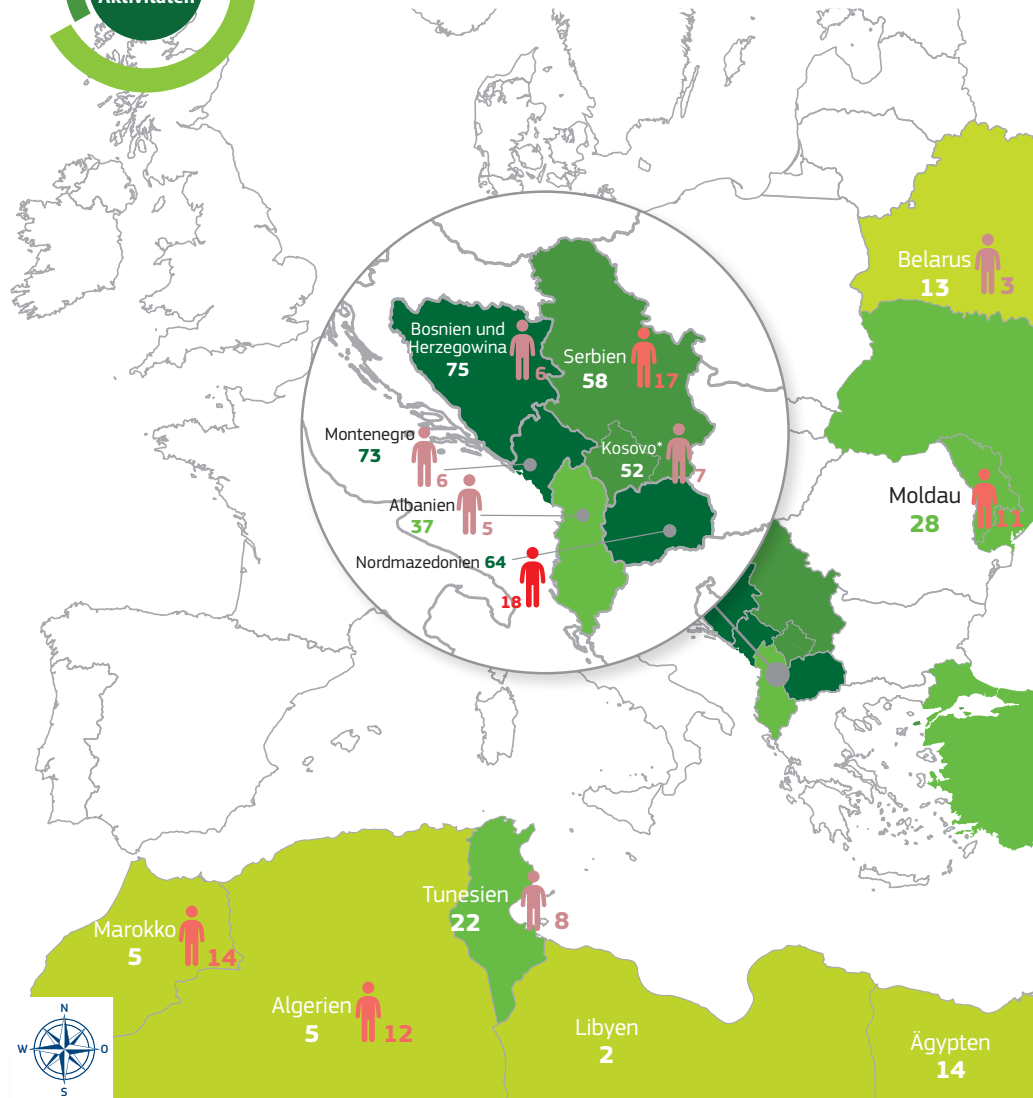 Aktivitäten
Belarus
13
3
Bosnien und
Herzegowina
75
6
Serbien
58
17
Montenegro
73
6
Kosovo*
52
7
Albanien
37
5
Moldau
28
11
Nordmazedonien 64
18
Tunesien
22
8
Marokko
5
14
Algerien
5
12
Libyen
2
Ägypten
14
N
W
O
S